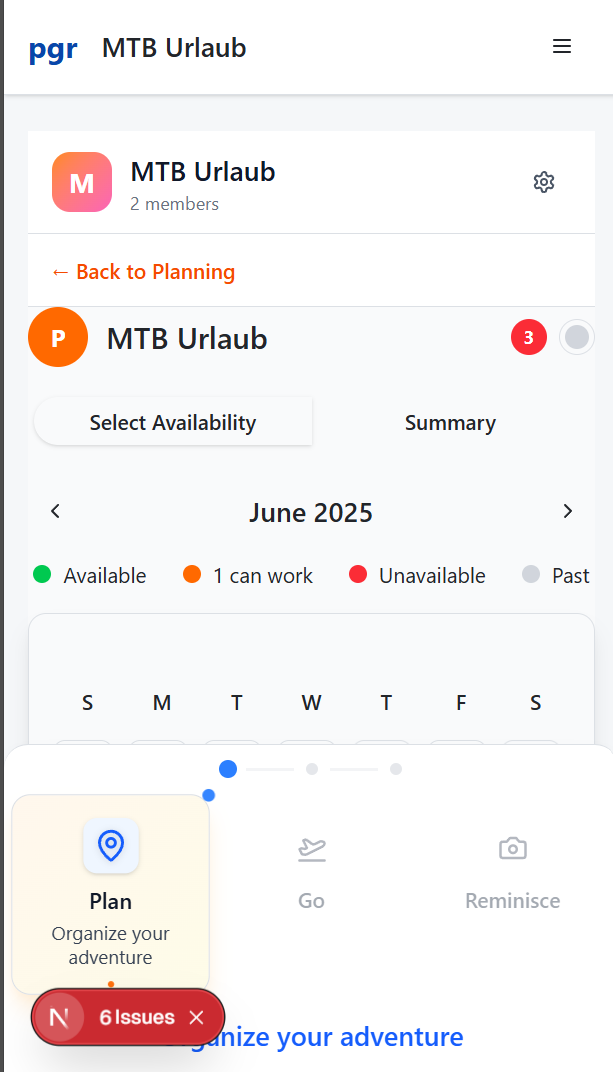 pgr MTB Urlaub
M MTB Urlaub
2 members
← Back to Planning
P MTB Urlaub 3
Select Availability Summary
June 2025
Available 1 can work Unavailable Past
S M T W T F S
Plan Go Reminisce
Organize your
adventure
N 6 Issues
your adventure